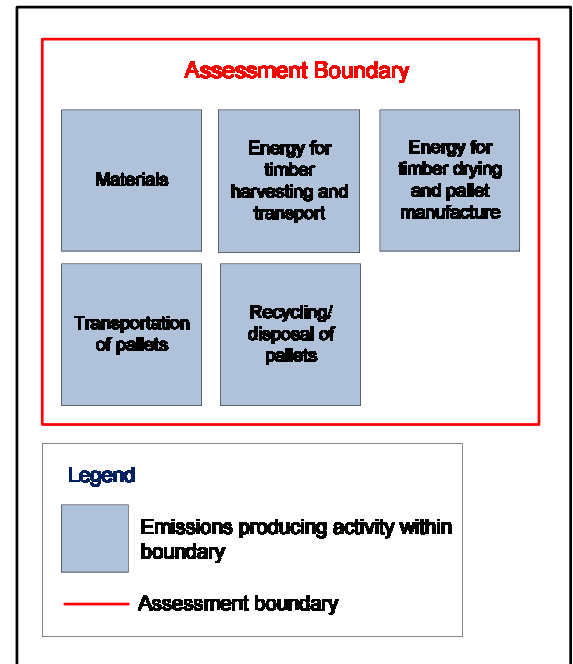 Assessment Boundary
Materials
Energy for
timber
harvesting and
transport
Energy for
timber drying
and pallet
manufacture
Transportation
of pallets
Recycling/
disposal of
pallets
Legend
Emissions producing activity within
boundary
Assessment boundary